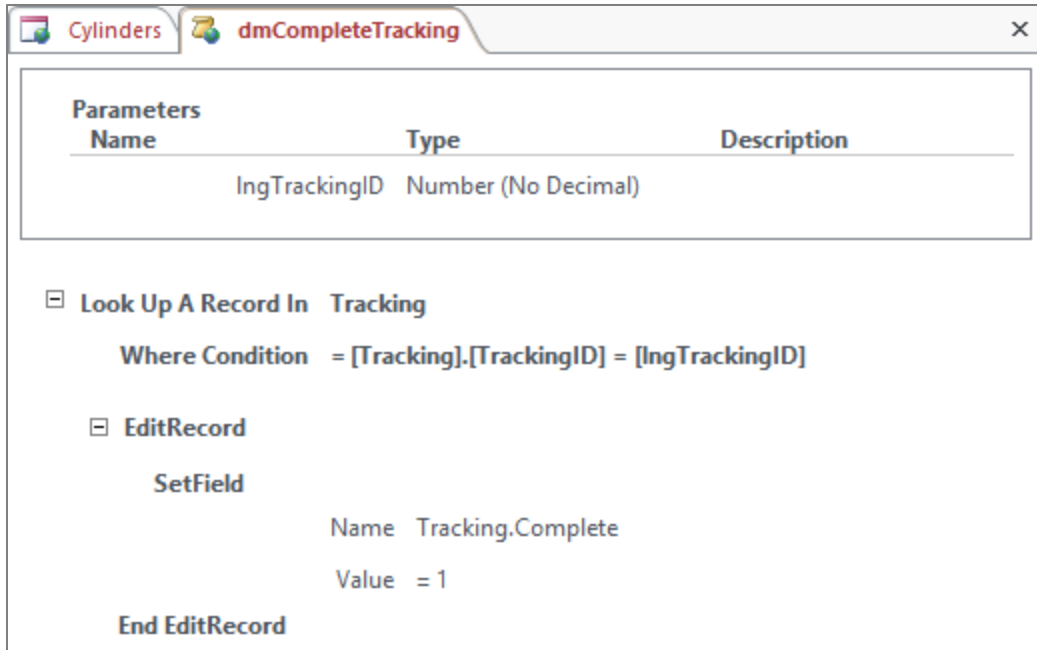 Cylinders dmCompleteTracking
Parameters
Name Type Description
lngTrackingID Number (No Decimal)
Look Up A Record In Tracking
Where Condition = [Tracking].[TrackingID] = [lngTrackingID]
EditRecord
SetField
Name Tracking.Complete
Value = 1
End EditRecord